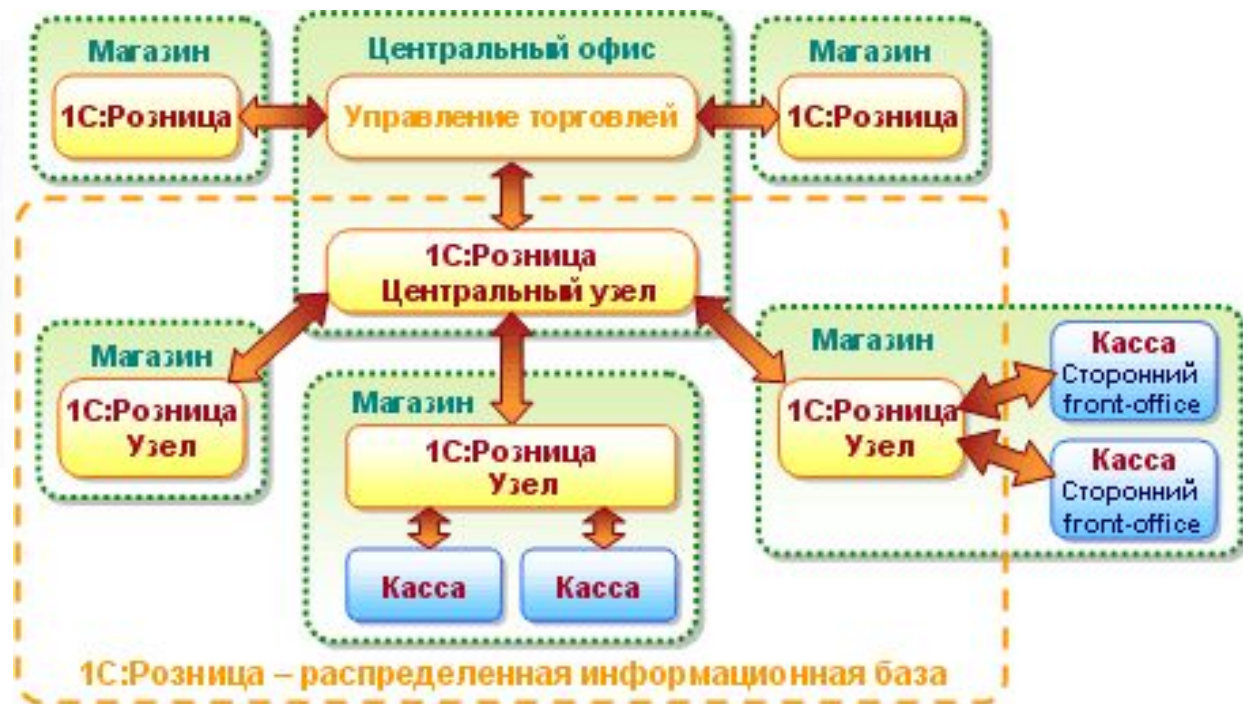 Магазин
1С:Розница
Центральный офис
Управление торговлей
Магазин
1С:Розница
1С:Розница
Центральный узел
Магазин
1С:Розница
Узел
Магазин
1С:Розница
Узел
Касса
Касса
Магазин
1С:Розница
Узел
Касса
Сторонний
front-office
Касса
Сторонний
front-office
1С:Розница – распределенная информационная база